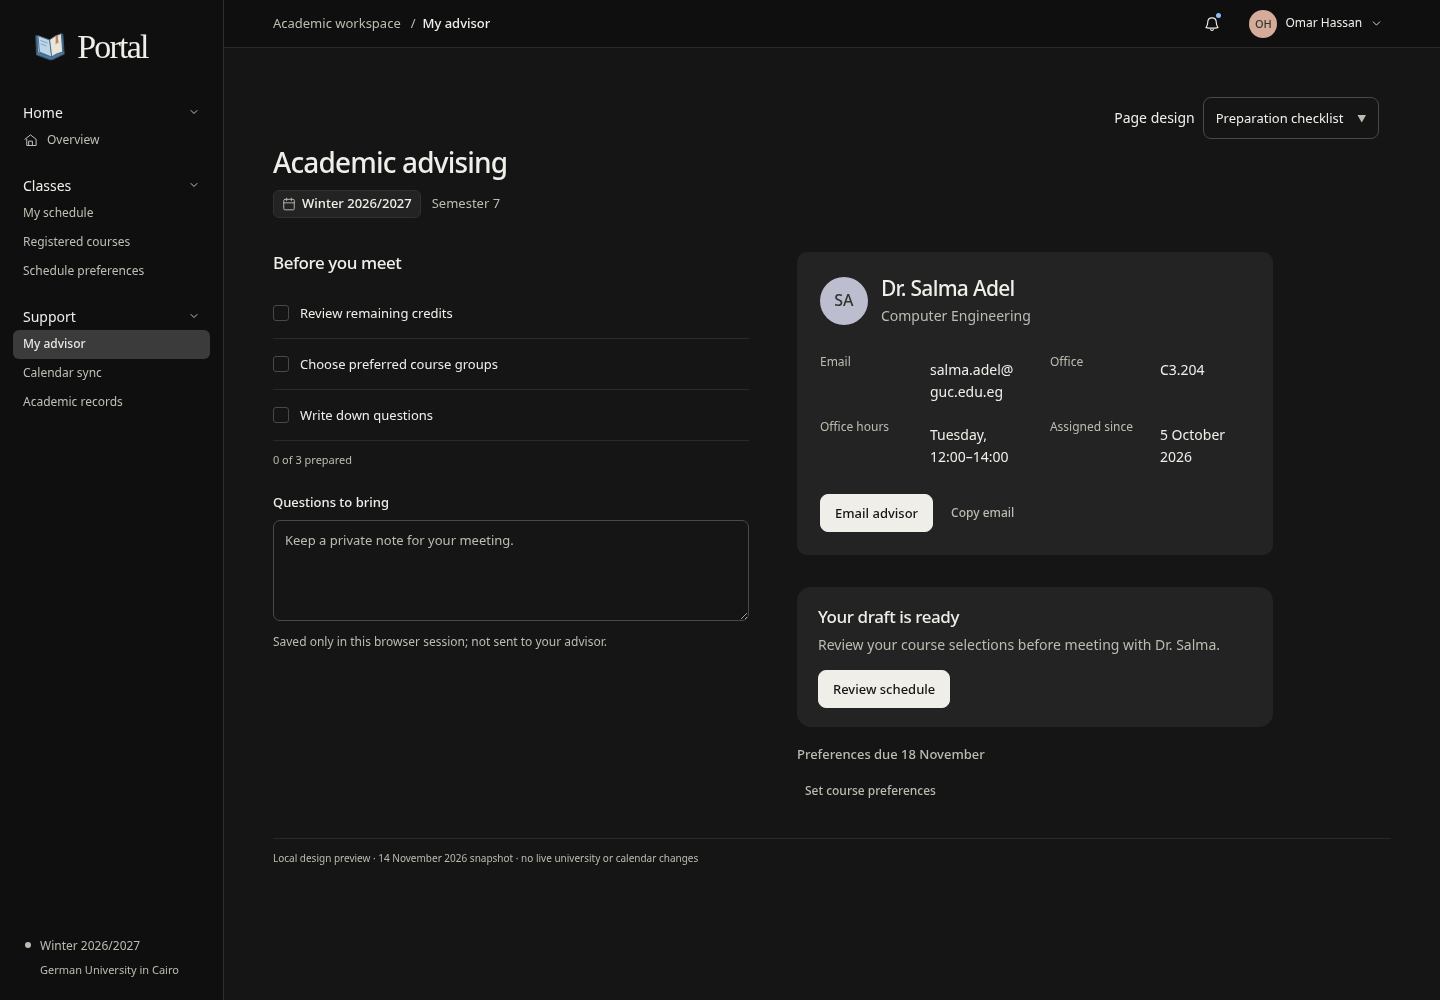 Portal
Home
Overview
Classes
My schedule
Registered courses
Schedule preferences
Support
My advisor
Calendar sync
Academic records
Winter 2026/2027
German University in Cairo
Academic workspace / My advisor
OH Omar Hassan
Page design Preparation checklist
Academic advising
Winter 2026/2027 Semester 7
Before you meet
Review remaining credits
Choose preferred course groups
Write down questions
0 of 3 prepared
Questions to bring
Keep a private note for your meeting.
Saved only in this browser session; not sent to your advisor.
SA
Dr. Salma Adel
Computer Engineering
Email
salma.adel@
guc.edu.eg
Office
C3.204
Office hours
Tuesday,
12:00–14:00
Assigned since
5 October
2026
Email advisor Copy email
Your draft is ready
Review your course selections before meeting with Dr. Salma.
Review schedule
Preferences due 18 November
Set course preferences
Local design preview · 14 November 2026 snapshot · no live university or calendar changes